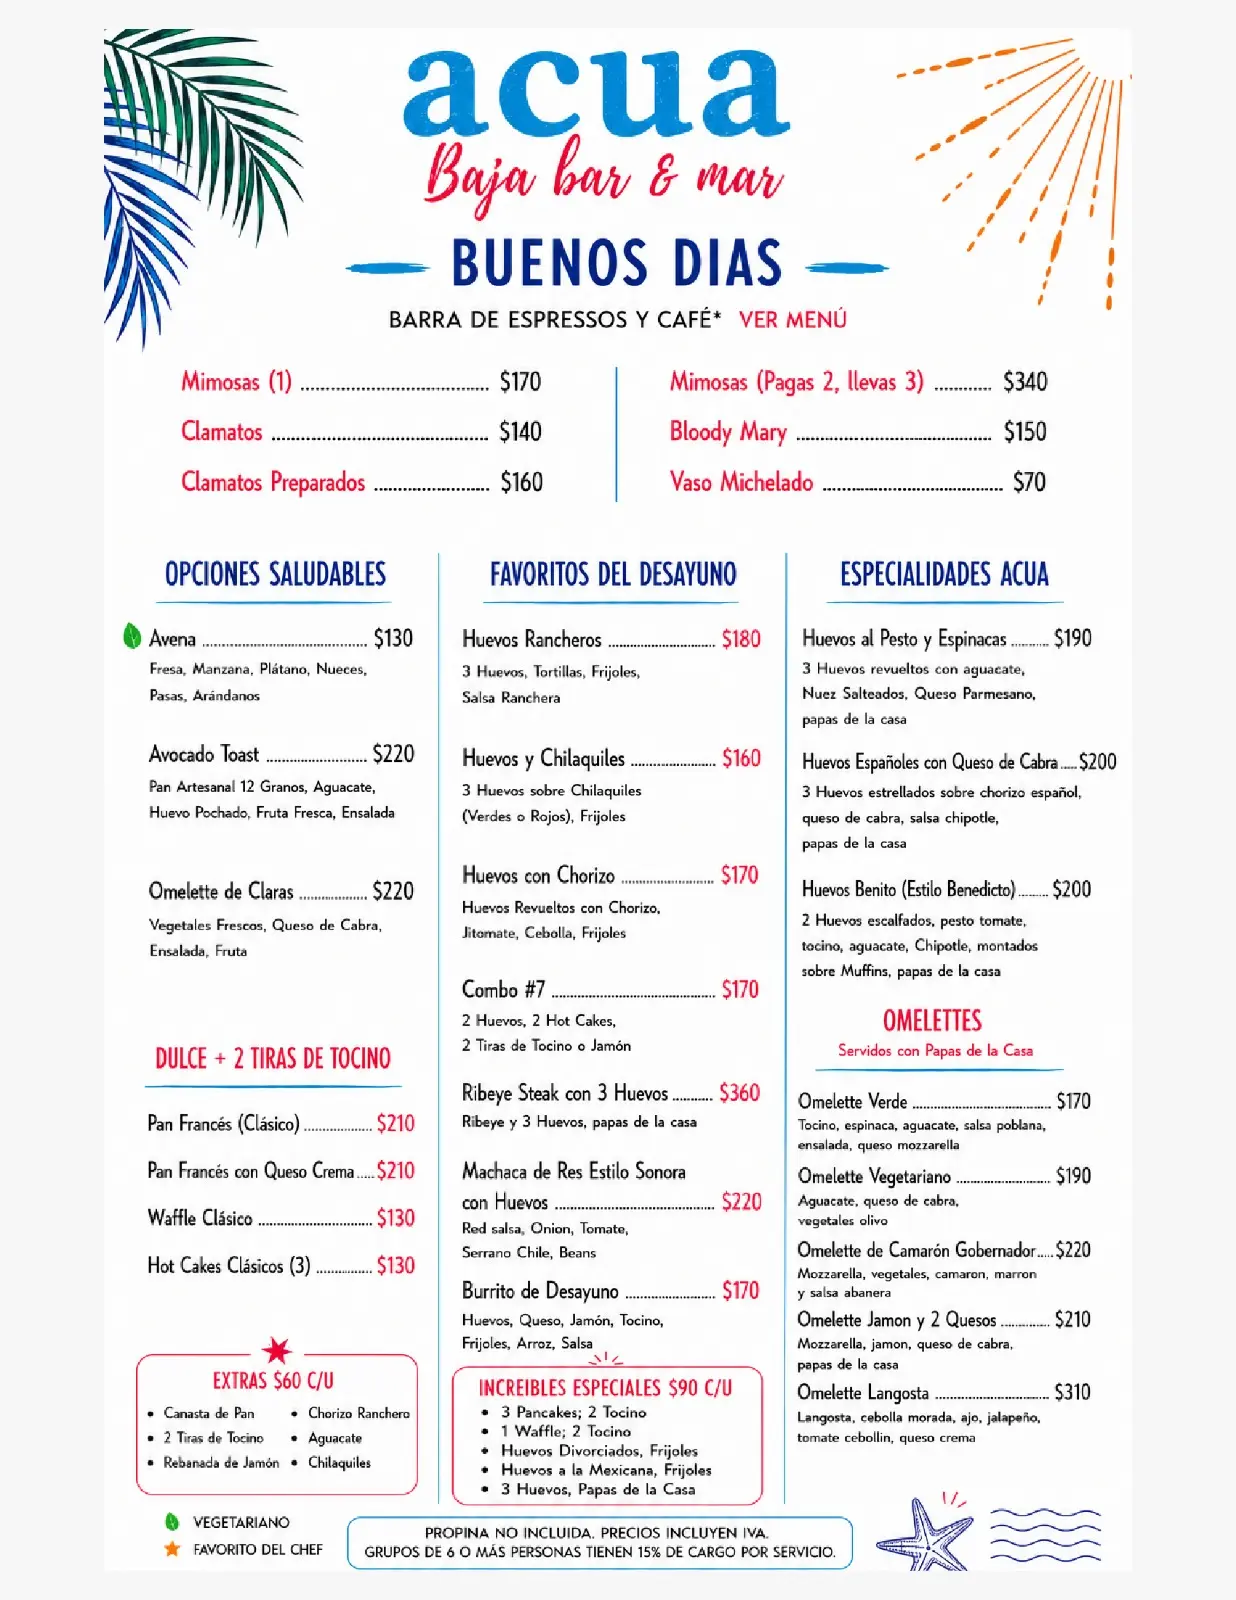 acua
Baja bar & mar
BUENOS DIAS
BARRA DE ESPRESSOS Y CAFÉ* VER MENÚ
Mimosas (1) $170
Clamatos $140
Clamatos Preparados $160
Mimosas (Pagas 2, llevas 3) $340
Bloody Mary $150
Vaso Michelado $70
OPCIONES SALUDABLES
Avena $130
Fresa, Manzana, Plátano, Nueces,
Pasas, Arándanos
Avocado Toast $220
Pan Artesanal 12 Granos, Aguacate,
Huevo Pochado, Fruta Fresca, Ensalada
Omelette de Claras $220
Vegetales Frescos, Queso de Cabra,
Ensalada, Fruta
DULCE + 2 TIRAS DE TOCINO
Pan Francés (Clásico) $210
Pan Francés con Queso Crema $210
Waffle Clásico $130
Hot Cakes Clásicos (3) $130
EXTRAS $60 C/U
• Canasta de Pan
• 2 Tiras de Tocino
• Rebanada de Jamón
• Chorizo Ranchero
• Aguacate
• Chilaquiles
FAVORITOS DEL DESAYUNO
Huevos Rancheros $180
3 Huevos, Tortillas, Frijoles,
Salsa Ranchera
Huevos y Chilaquiles $160
3 Huevos sobre Chilaquiles
(Verdes o Rojos), Frijoles
Huevos con Chorizo $170
Huevos Revueltos con Chorizo,
Jitomate, Cebolla, Frijoles
Combo #7 $170
2 Huevos, 2 Hot Cakes,
2 Tiras de Tocino o Jamón
Ribeye Steak con 3 Huevos $360
Ribeye y 3 Huevos, papas de la casa
Machaca de Res Estilo Sonora
con Huevos $220
Red salsa, Onion, Tomate,
Serrano Chile, Beans
Burrito de Desayuno $170
Huevos, Queso, Jamón, Tocino,
Frijoles, Arroz, Salsa
INCREIBLES ESPECIALES $90 C/U
• 3 Pancakes; 2 Tocino
• 1 Waffle; 2 Tocino
• Huevos Divorciados, Frijoles
• Huevos a la Mexicana, Frijoles
• 3 Huevos, Papas de la Casa
ESPECIALIDADES ACUA
Huevos al Pesto y Espinacas $190
3 Huevos revueltos con aguacate,
Nuez Salteados, Queso Parmesano,
papas de la casa
Huevos Españoles con Queso de Cabra $200
3 Huevos estrellados sobre chorizo español,
queso de cabra, salsa chipotle,
papas de la casa
Huevos Benito (Estilo Benedicto) $200
2 Huevos escalfados, pesto tomate,
tocino, aguacate, Chipotle, montados
sobre Muffins, papas de la casa
OMELETTES
Servidos con Papas de la Casa
Omelette Verde $170
Tocino, espinaca, aguacate, salsa poblana,
ensalada, queso mozzarella
Omelette Vegetariano $190
Aguacate, queso de cabra,
vegetales olivo
Omelette de Camarón Gobernador $220
Mozzarella, vegetales, camaron, marron
y salsa abanera
Omelette Jamon y 2 Quesos $210
Mozzarella, jamon, queso de cabra,
papas de la casa
Omelette Langosta $310
Langosta, cebolla morada, ajo, jalapeño,
tomate cebollin, queso crema
VEGETARIANO
FAVORITO DEL CHEF
PROPINA NO INCLUIDA. PRECIOS INCLUYEN IVA.
GRUPOS DE 6 O MÁS PERSONAS TIENEN 15% DE CARGO POR SERVICIO.